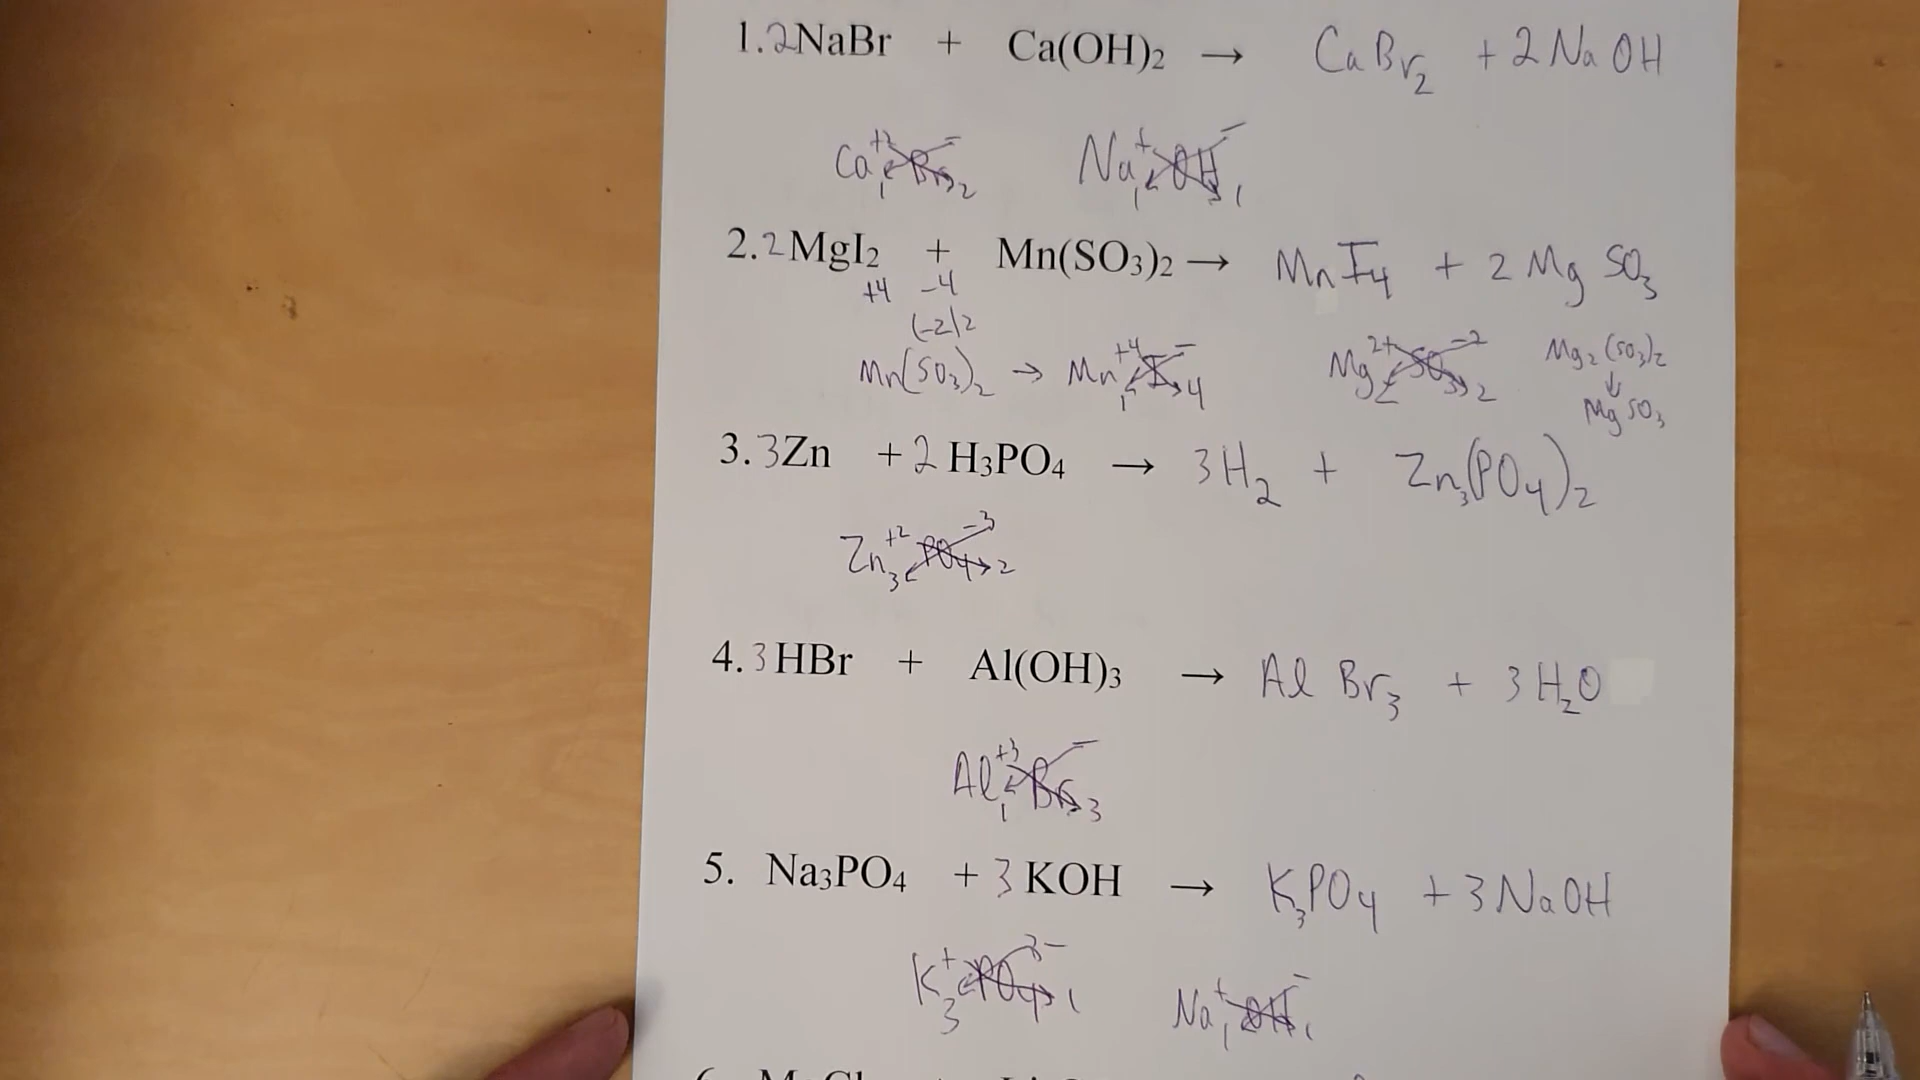 1. 2NaBr + Ca(OH)2 → CaBr2 + 2NaOH
Ca+2 1 Br- 2 Na+ 1 OH- 1
2. 2MgI2 + Mn(SO3)2 → MnI4 + 2MgSO3
+4 -4
(-2)2
Mn(SO3)2 → Mn+4 1 I- 4 Mg2+ 2 SO3-2 2 Mg2(SO3)2
↓
MgSO3
3. 3Zn + 2H3PO4 → 3H2 + Zn3(PO4)2
Zn+2 3 PO4-3 2
4. 3HBr + Al(OH)3 → AlBr3 + 3H2O
Al+3 1 Br- 3
5. Na3PO4 + 3KOH → K3PO4 + 3NaOH
K+ 3 PO4 3- 1 Na+ 1 OH- 1